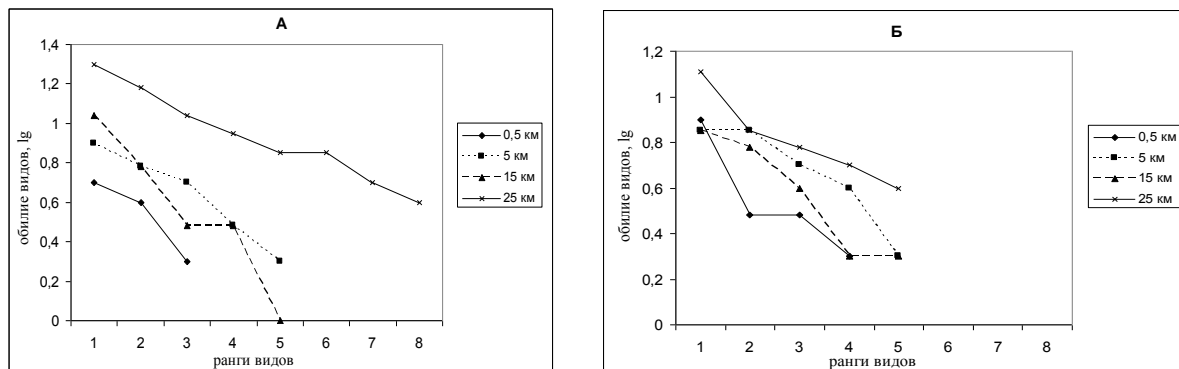 А
1,4
1,2
1
0,8
0,6
0,4
0,2
0
обилие видов, lg
1 2 3 4 5 6 7 8
ранги видов
0,5 км
5 км
15 км
25 км
Б
1,2
1
0,8
0,6
0,4
0,2
0
обилие видов, lg
1 2 3 4 5 6 7 8
ранги видов
0,5 км
5 км
15 км
25 км